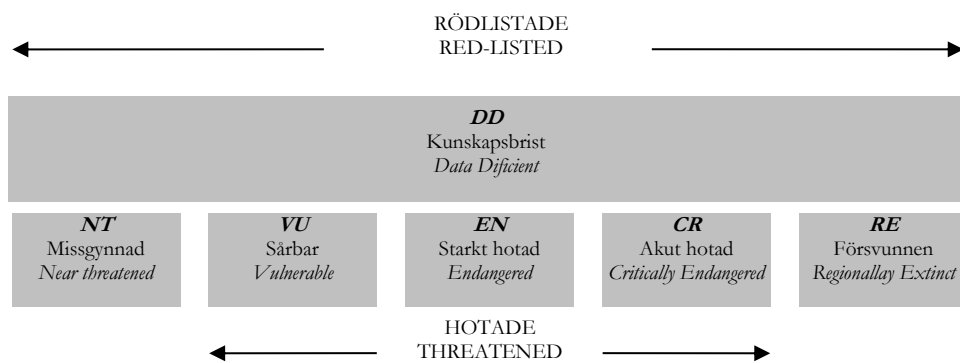 RÖDLISTADE
RED-LISTED
DD
Kunskapsbrist
Data Dificient
NT
Missgynnad
Near threatened
VU
Sårbar
Vulnerable
EN
Starkt hotad
Endangered
CR
Akut hotad
Critically Endangered
RE
Försvunnen
Regionallay Extinct
HOTADE
THREATENED